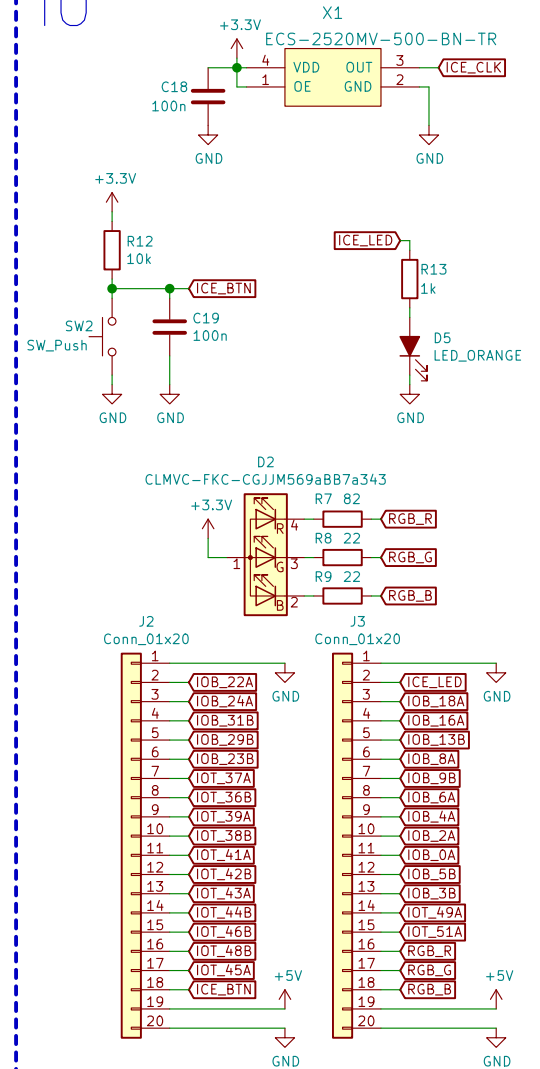 IO
X1
+3.3V
ECS-2520MV-500-BN-TR
4 VDD OUT 3 ICE_CLK
1 OE GND 2
C18
100n
GND
GND
+3.3V
R12
10k
ICE_BTN
SW2
SW_Push
C19
100n
GND
GND
ICE_LED
R13
1k
D5
LED_ORANGE
GND
D2
CLMVC-FKC-CGJJM569aBB7a343
+3.3V
R7 82
R 4 RGB_R
R8 22
1 G 3 RGB_G
R9 22
B 2 RGB_B
J2
Conn_01x20
1
GND
2 IOB_22A
3 IOB_24A
4 IOB_31B
5 IOB_29B
6 IOB_23B
7 IOT_37A
8 IOT_36B
9 IOT_39A
10 IOT_38B
11 IOT_41A
12 IOT_42B
13 IOT_43A
14 IOT_44B
15 IOT_46B
16 IOT_48B
17 IOT_45A
18 ICE_BTN
+5V
19
20
GND
J3
Conn_01x20
1
GND
2 ICE_LED
3 IOB_18A
4 IOB_16A
5 IOB_13B
6 IOB_8A
7 IOB_9B
8 IOB_6A
9 IOB_4A
10 IOB_2A
11 IOB_0A
12 IOB_5B
13 IOB_3B
14 IOT_49A
15 IOT_51A
16 RGB_R
17 RGB_G
18 RGB_B
+5V
19
20
GND